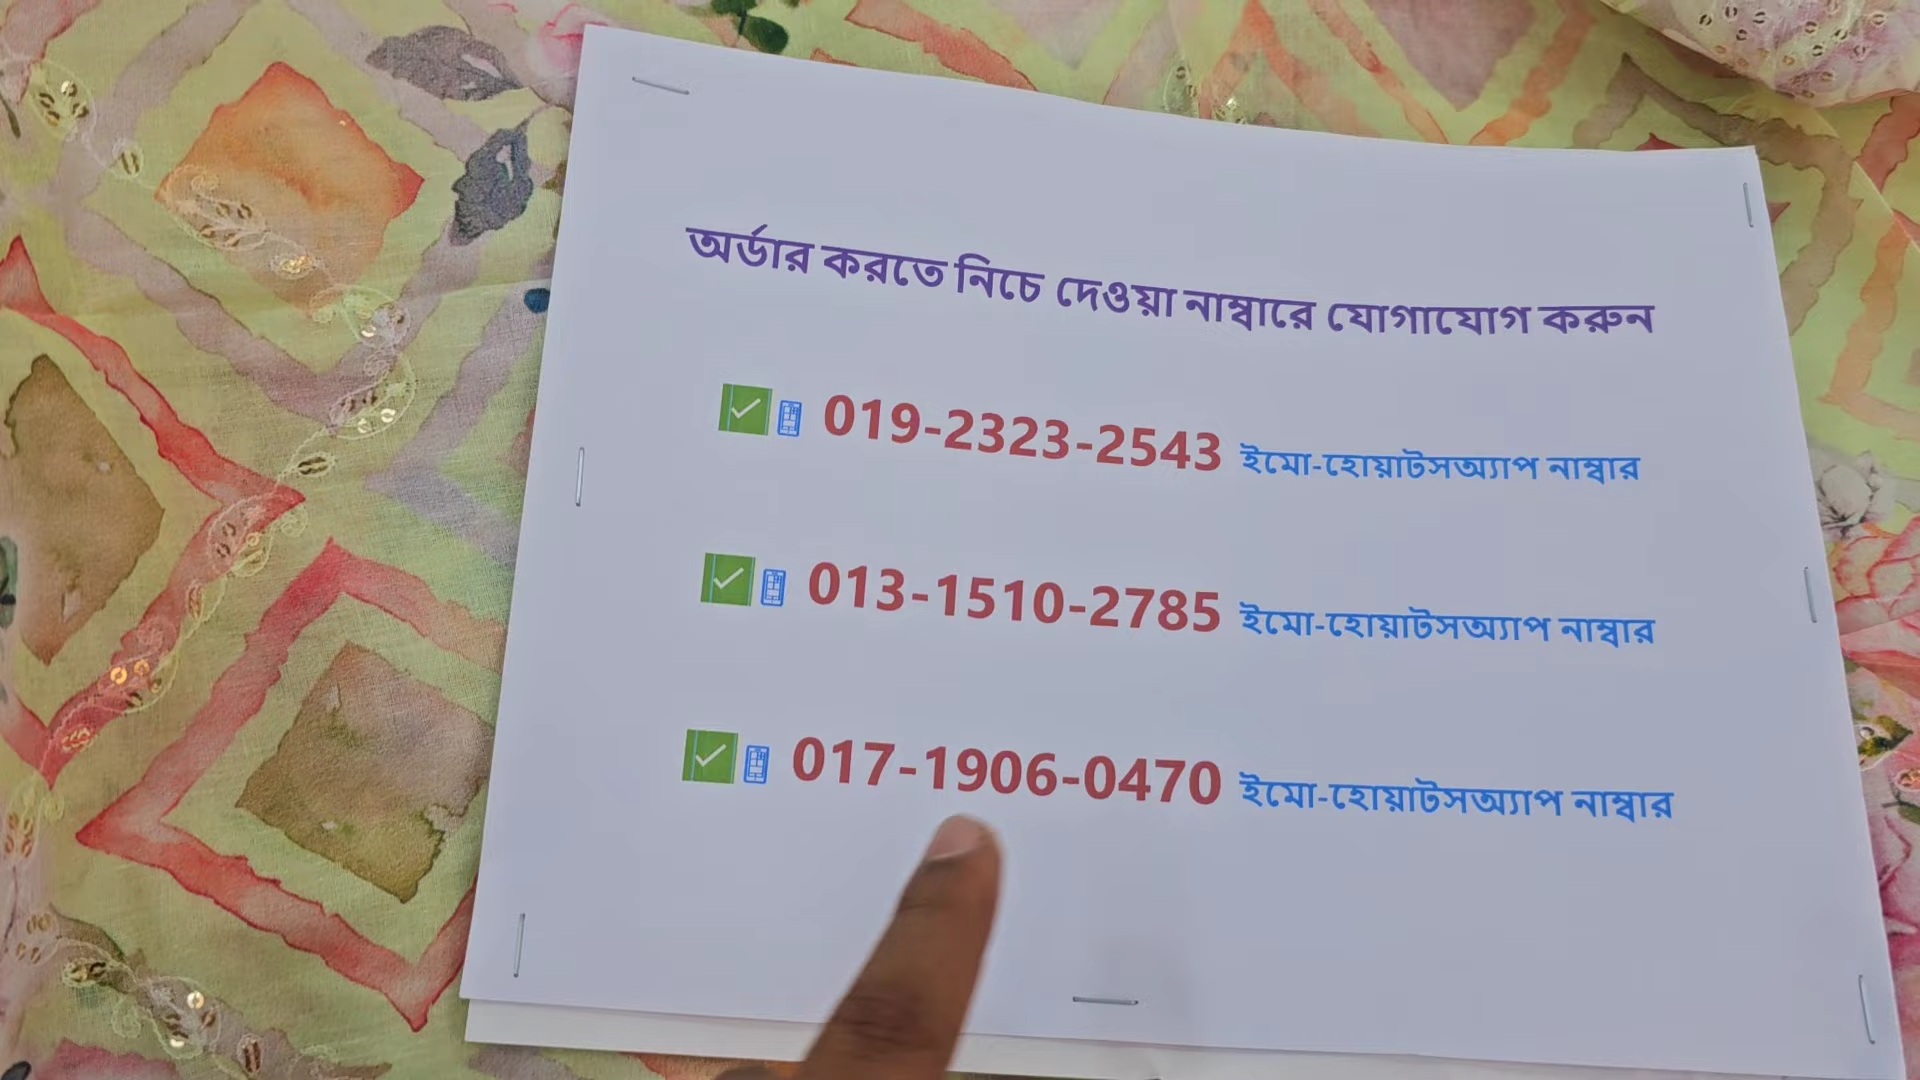 অর্ডার করতে নিচে দেওয়া নাম্বারে যোগাযোগ করুন
019-2323-2543 ইমো-হোয়াটসঅ্যাপ নাম্বার
013-1510-2785 ইমো-হোয়াটসঅ্যাপ নাম্বার
017-1906-0470 ইমো-হোয়াটসঅ্যাপ নাম্বার